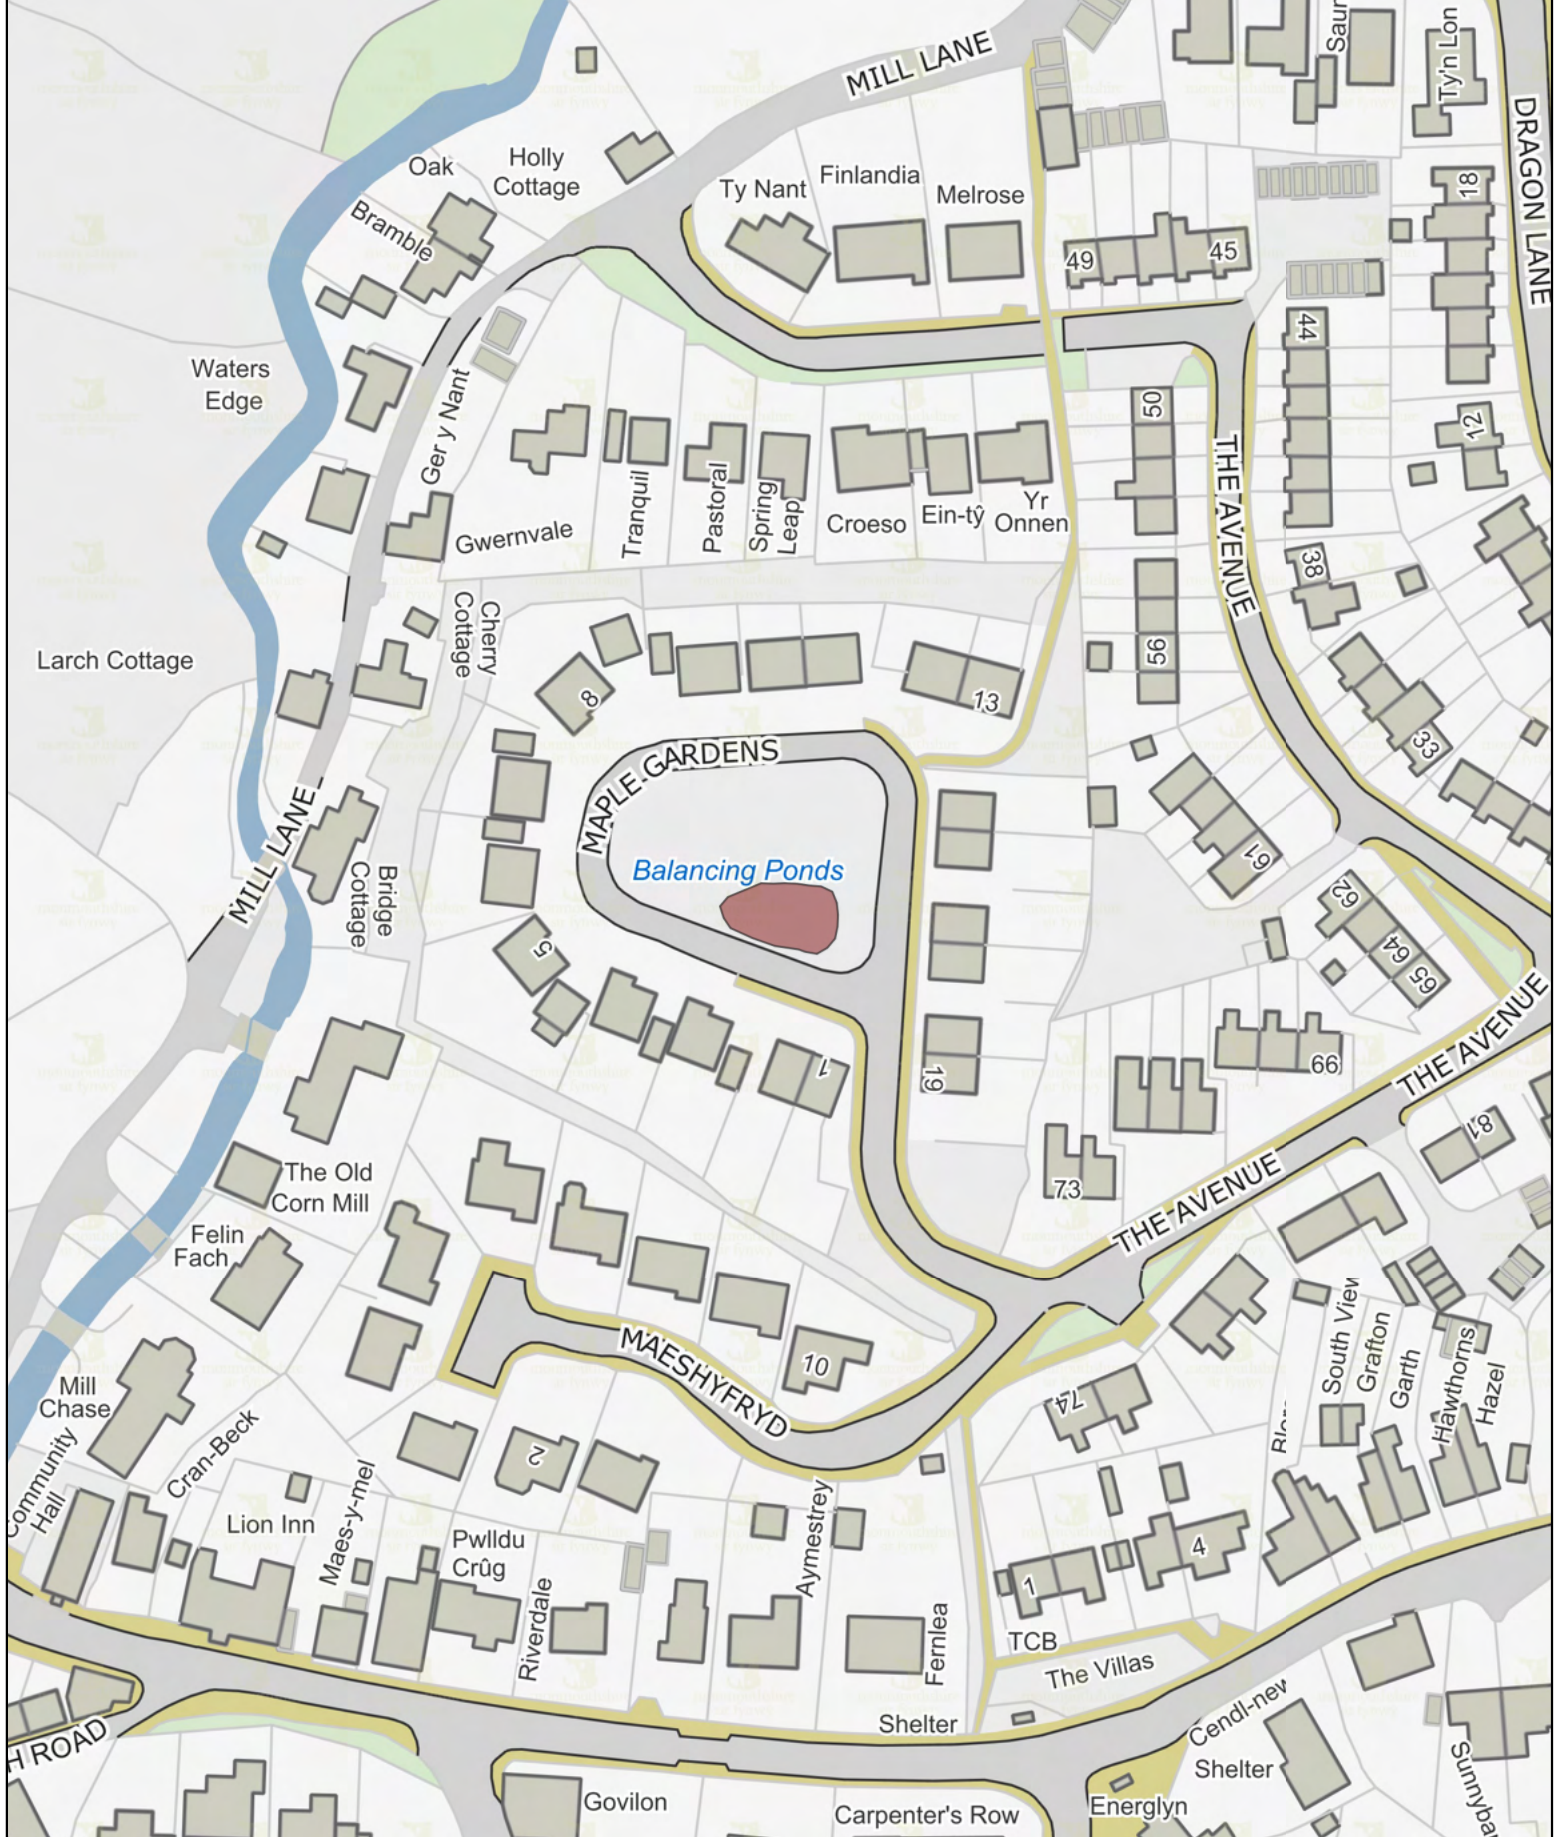 MILL LANE
Ty'n Lon
DRAGON LANE
Oak
Holly
Cottage
Bramble
Ty Nant
Finlandia
Melrose
18
49
45
44
Waters
Edge
Ger y Nant
Gwernvale
Tranquil
Pastoral
Spring
Leap
Croeso
Ein-tŷ
Yr
Onnen
50
THE AVENUE
12
38
Cherry
Cottage
Larch Cottage
56
8
13
33
MAPLE GARDENS
MILL LANE
Bridge
Cottage
Balancing Ponds
61
62
64
65
5
1
19
66
THE AVENUE
81
73
THE AVENUE
The Old
Corn Mill
Felin
Fach
MAESHYFRYD
10
74
South View
Grafton
Garth
Hawthorns
Hazel
Mill
Chase
Community
Hall
Cran-Beck
2
Lion Inn
Maes-y-mel
Pwlldu
Crûg
Riverdale
Aymestrey
Fernlea
1
4
TCB
The Villas
Shelter
Cendl-new
Shelter
H ROAD
Govilon
Carpenter's Row
Energlyn